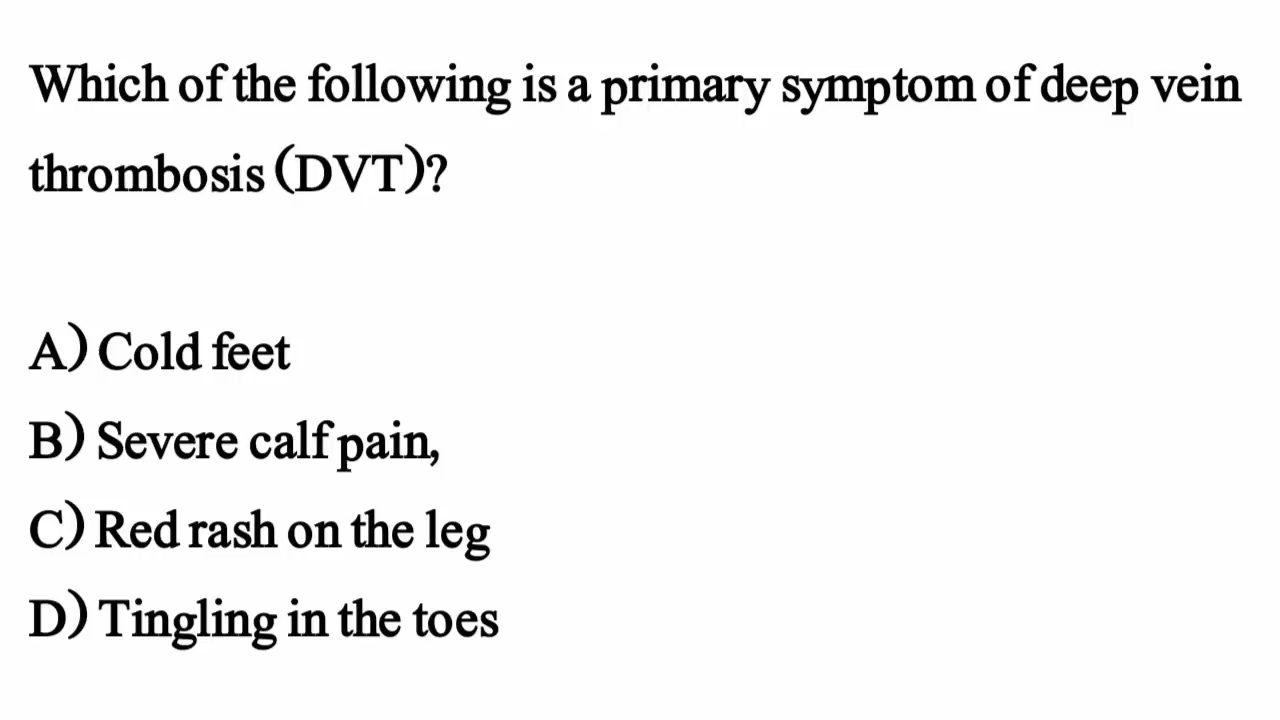 Which of the following is a primary symptom of deep vein
thrombosis (DVT)?
A) Cold feet
B) Severe calf pain,
C) Red rash on the leg
D) Tingling in the toes